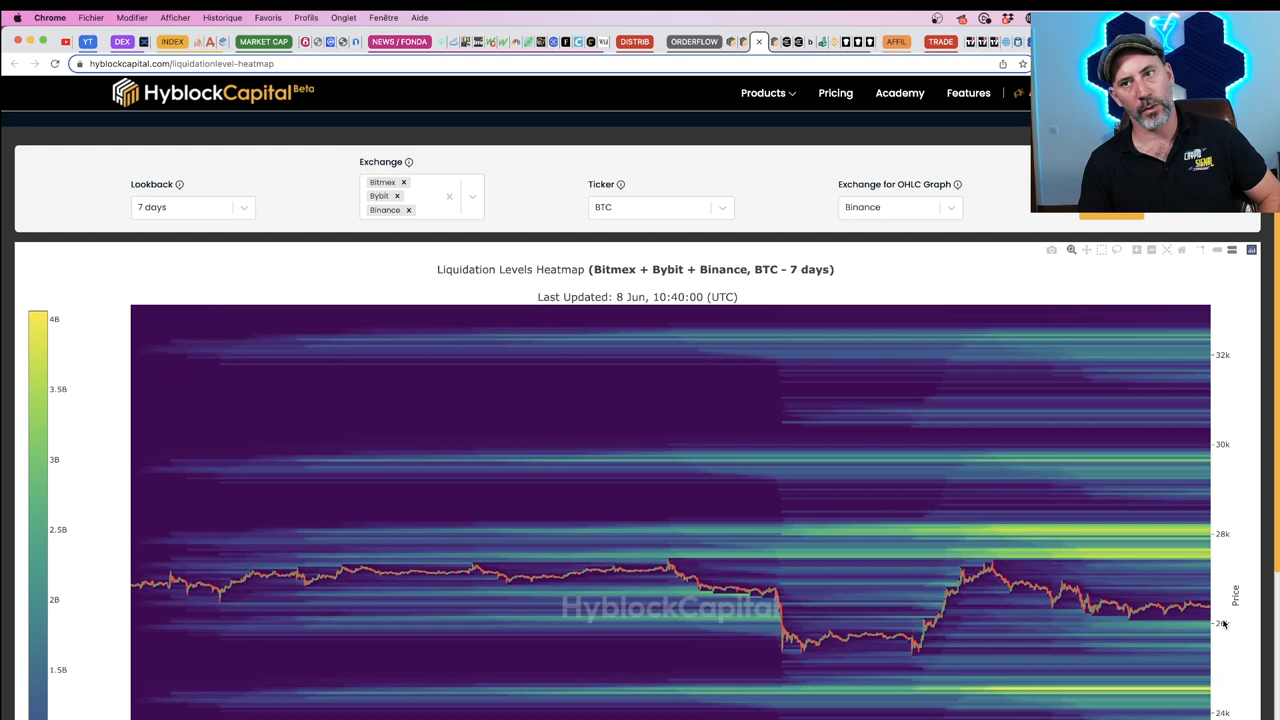 Chrome Fichier Modifier Afficher Historique Favoris Profils Onglet Fenêtre Aide
YT DEX INDEX MARKET CAP NEWS / FONDA DISTRIB ORDERFLOW AFFIL TRADE
hyblockcapital.com/liquidationlevel-heatmap
HyblockCapital Beta
Products Pricing Academy Features
Exchange
Lookback
Ticker
Exchange for OHLC Graph
Bitmex
Bybit
Binance
7 days
BTC
Binance
CRYPTO
SIGNAL
Liquidation Levels Heatmap (Bitmex + Bybit + Binance, BTC - 7 days)
Last Updated: 8 Jun, 10:40:00 (UTC)
4B
3.5B
3B
2.5B
2B
1.5B
32k
30k
28k
26k
24k
Price
HyblockCapital